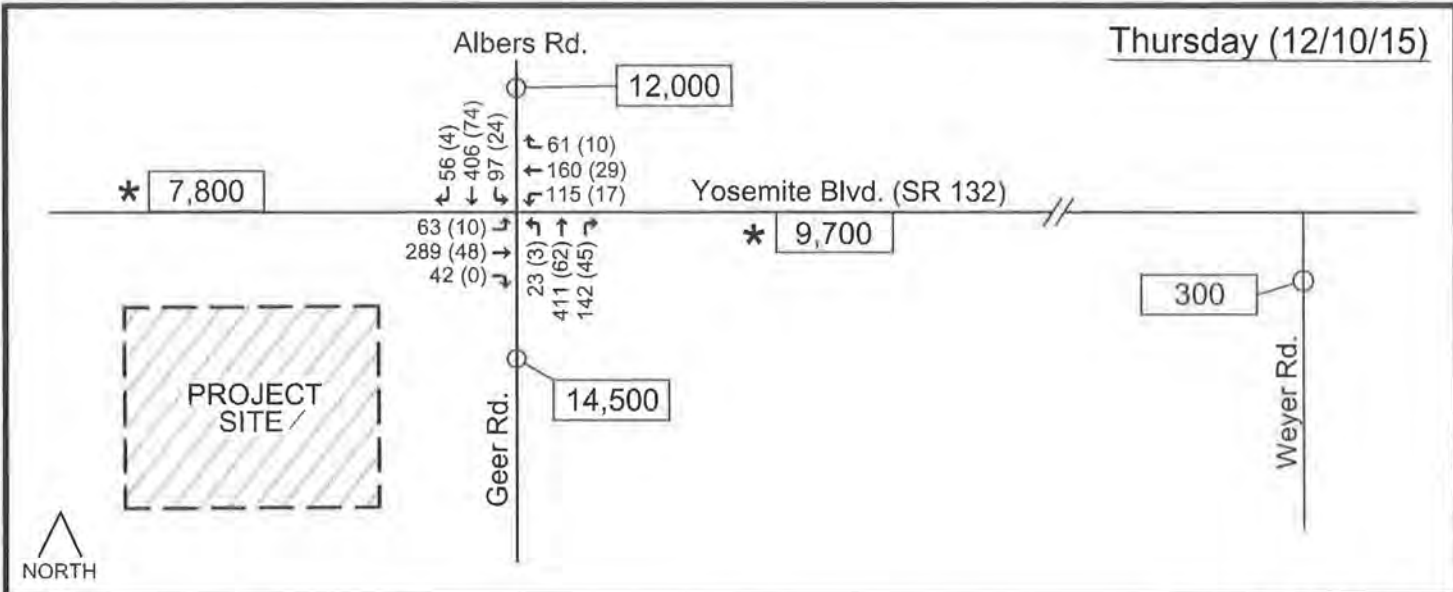 Thursday (12/10/15)
Albers Rd.
12,000
56 (4)
406 (74)
97 (24)
61 (10)
160 (29)
115 (17)
* 7,800
Yosemite Blvd. (SR 132)
* 9,700
63 (10)
289 (48)
42 (0)
23 (3)
411 (62)
142 (45)
300
PROJECT
SITE
14,500
Geer Rd.
Weyer Rd.
NORTH